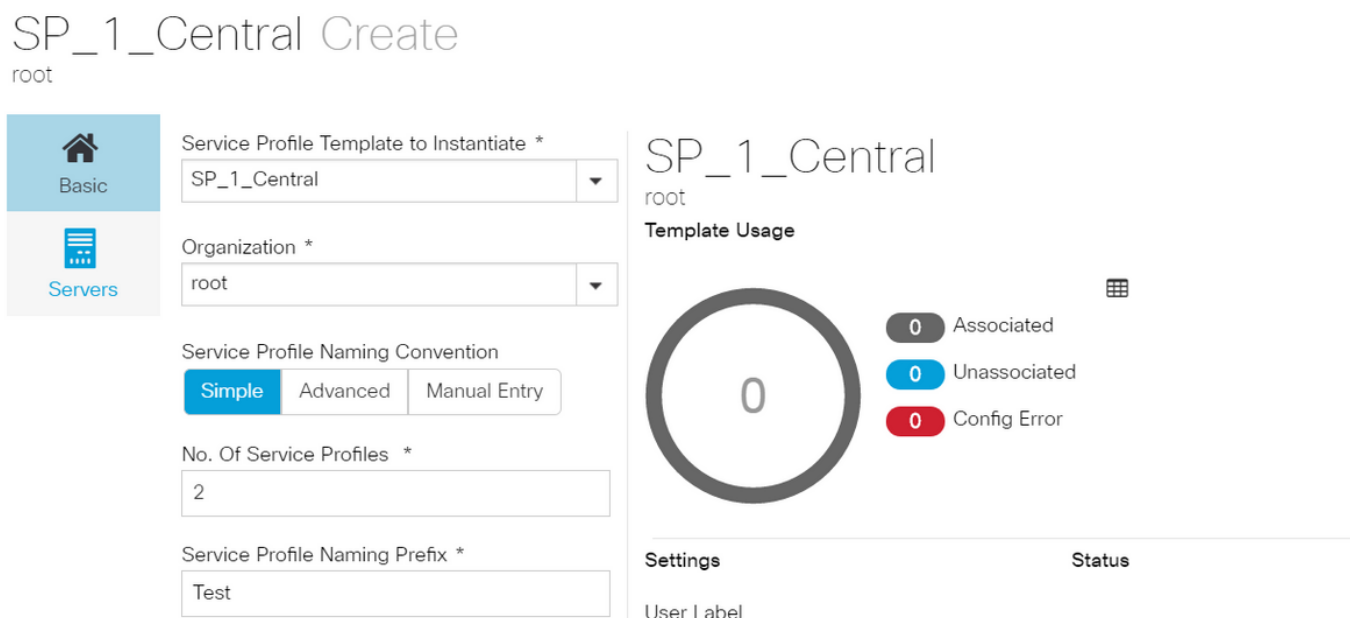 SP_1_Central Create
root
Basic
Servers
Service Profile Template to Instantiate *
SP_1_Central
Organization *
root
Service Profile Naming Convention
Simple Advanced Manual Entry
No. Of Service Profiles *
2
Service Profile Naming Prefix *
Test
SP_1_Central
root
Template Usage
0
0 Associated
0 Unassociated
0 Config Error
Settings Status
User Label